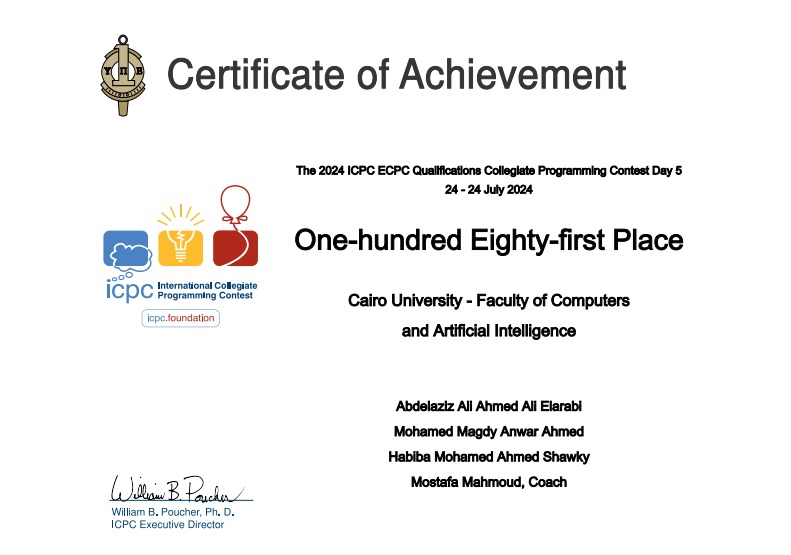 Certificate of Achievement
The 2024 ICPC ECPC Qualifications Collegiate Programming Contest Day 5
24 - 24 July 2024
One-hundred Eighty-first Place
Cairo University - Faculty of Computers
and Artificial Intelligence
icpc International Collegiate
Programming Contest
icpc.foundation
Abdelaziz Ali Ahmed Ali Elarabi
Mohamed Magdy Anwar Ahmed
Habiba Mohamed Ahmed Shawky
Mostafa Mahmoud, Coach
William B. Poucher
William B. Poucher, Ph. D.
ICPC Executive Director